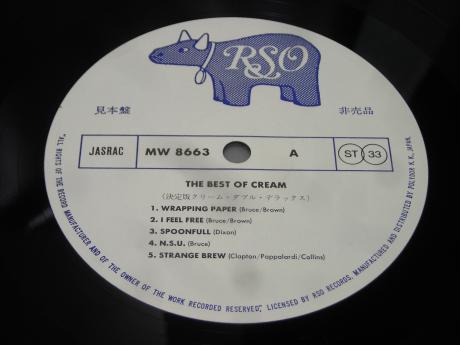 RSO
見本盤 非売品
JASRAC MW 8663 A ST 33
THE BEST OF CREAM
(決定版クリーム・ダブル・デラックス)
1. WRAPPING PAPER (Bruce/Brown)
2. I FEEL FREE (Bruce/Brown)
3. SPOONFULL (Dixon)
4. N.S.U. (Bruce)
5. STRANGE BREW (Clapton/Pappalardi/Collins)
"ALL RIGHTS OF THE RECORD MANUFACTURER AND OF THE OWNER OF THE WORK RECORDED RESERVED", LICENSED BY RSO RECORDS. MANUFACTURED AND DISTRIBUTED BY POLYDOR K.K., JAPAN.